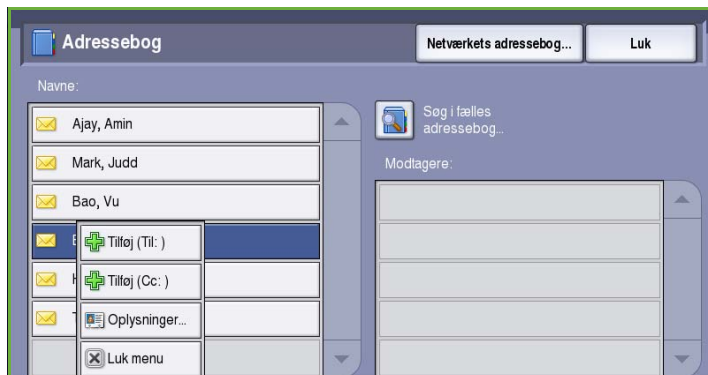 Adressebog
Netværkets adressebog...
Luk
Navne:
Ajay, Amin
Mark, Judd
Bao, Vu
Tilføj (Til: )
Tilføj (Cc: )
Oplysninger...
Luk menu
Søg i fælles
adressebog...
Modtagere: